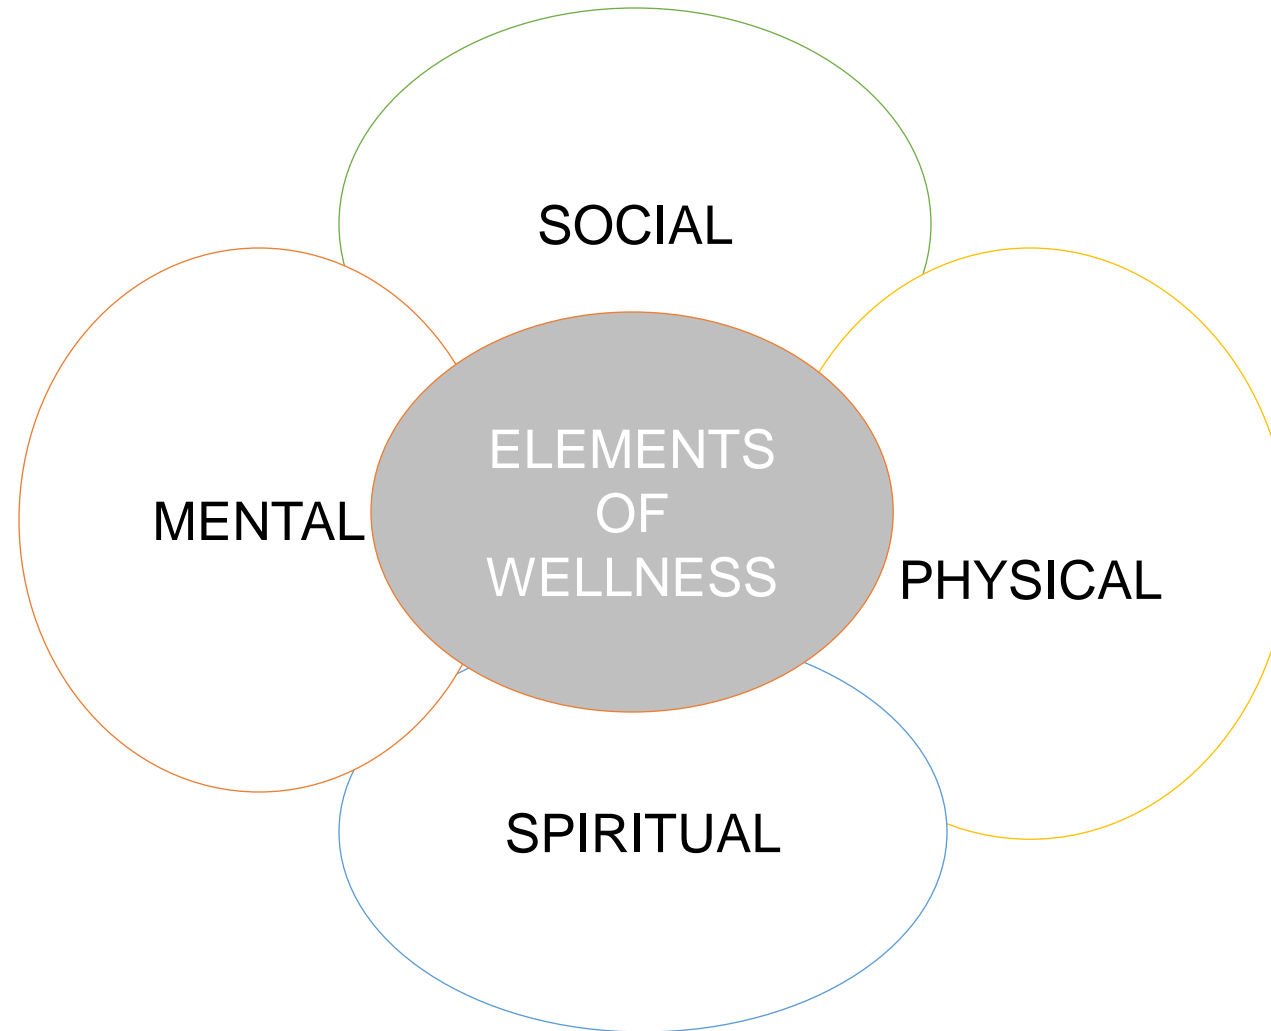 SOCIAL
ELEMENTS
OF
WELLNESS
MENTAL
PHYSICAL
SPIRITUAL